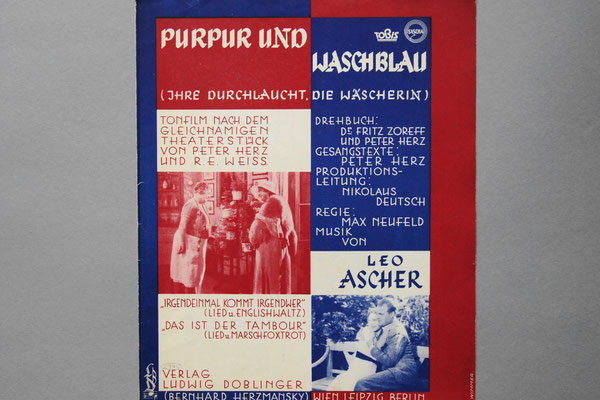 PURPUR UND
WASCHBLAU
TOBIS
SASCHA
(IHRE DURCHLAUCHT, DIE WÄSCHERIN)
TONFILM NACH DEM
GLEICHNAMIGEN
THEATERSTÜCK
VON PETER HERZ
UND R.E. WEISS
DREHBUCH:
DR FRITZ ZOREFF
UND PETER HERZ
GESANGSTEXTE:
PETER HERZ
PRODUKTIONS-
LEITUNG:
NIKOLAUS
DEUTSCH
REGIE:
MAX NEUFELD
MUSIK
VON
LEO
ASCHER
„IRGENDEINMAL KOMMT IRGENDWER"
(LIED u. ENGLISHWALTZ)
„DAS IST DER TAMBOUR"
(LIED u. MARSCHFOXTROT)
VERLAG
LUDWIG DOBLINGER
(BERNHARD HERZMANSKY) WIEN LEIPZIG BERLIN